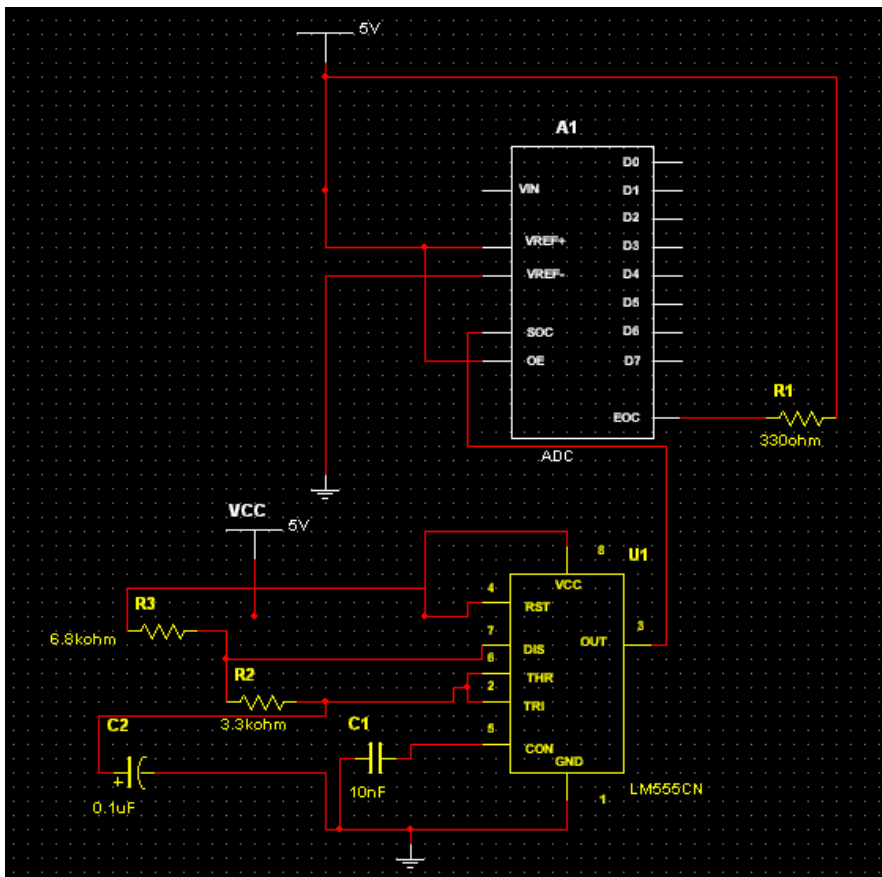 5V
A1
D0
VIN
D1
D2
VREF+
D3
VREF-
D4
D5
SOC
D6
OE
D7
R1
EOC
330ohm
ADC
VCC
5V
8
U1
VCC
4
R3
RST
3
7
6.8kohm
DIS
OUT
6
R2
THR
2
TRI
3.3kohm
C2
C1
5
CON
GND
10nF
LM555CN
1
0.1uF